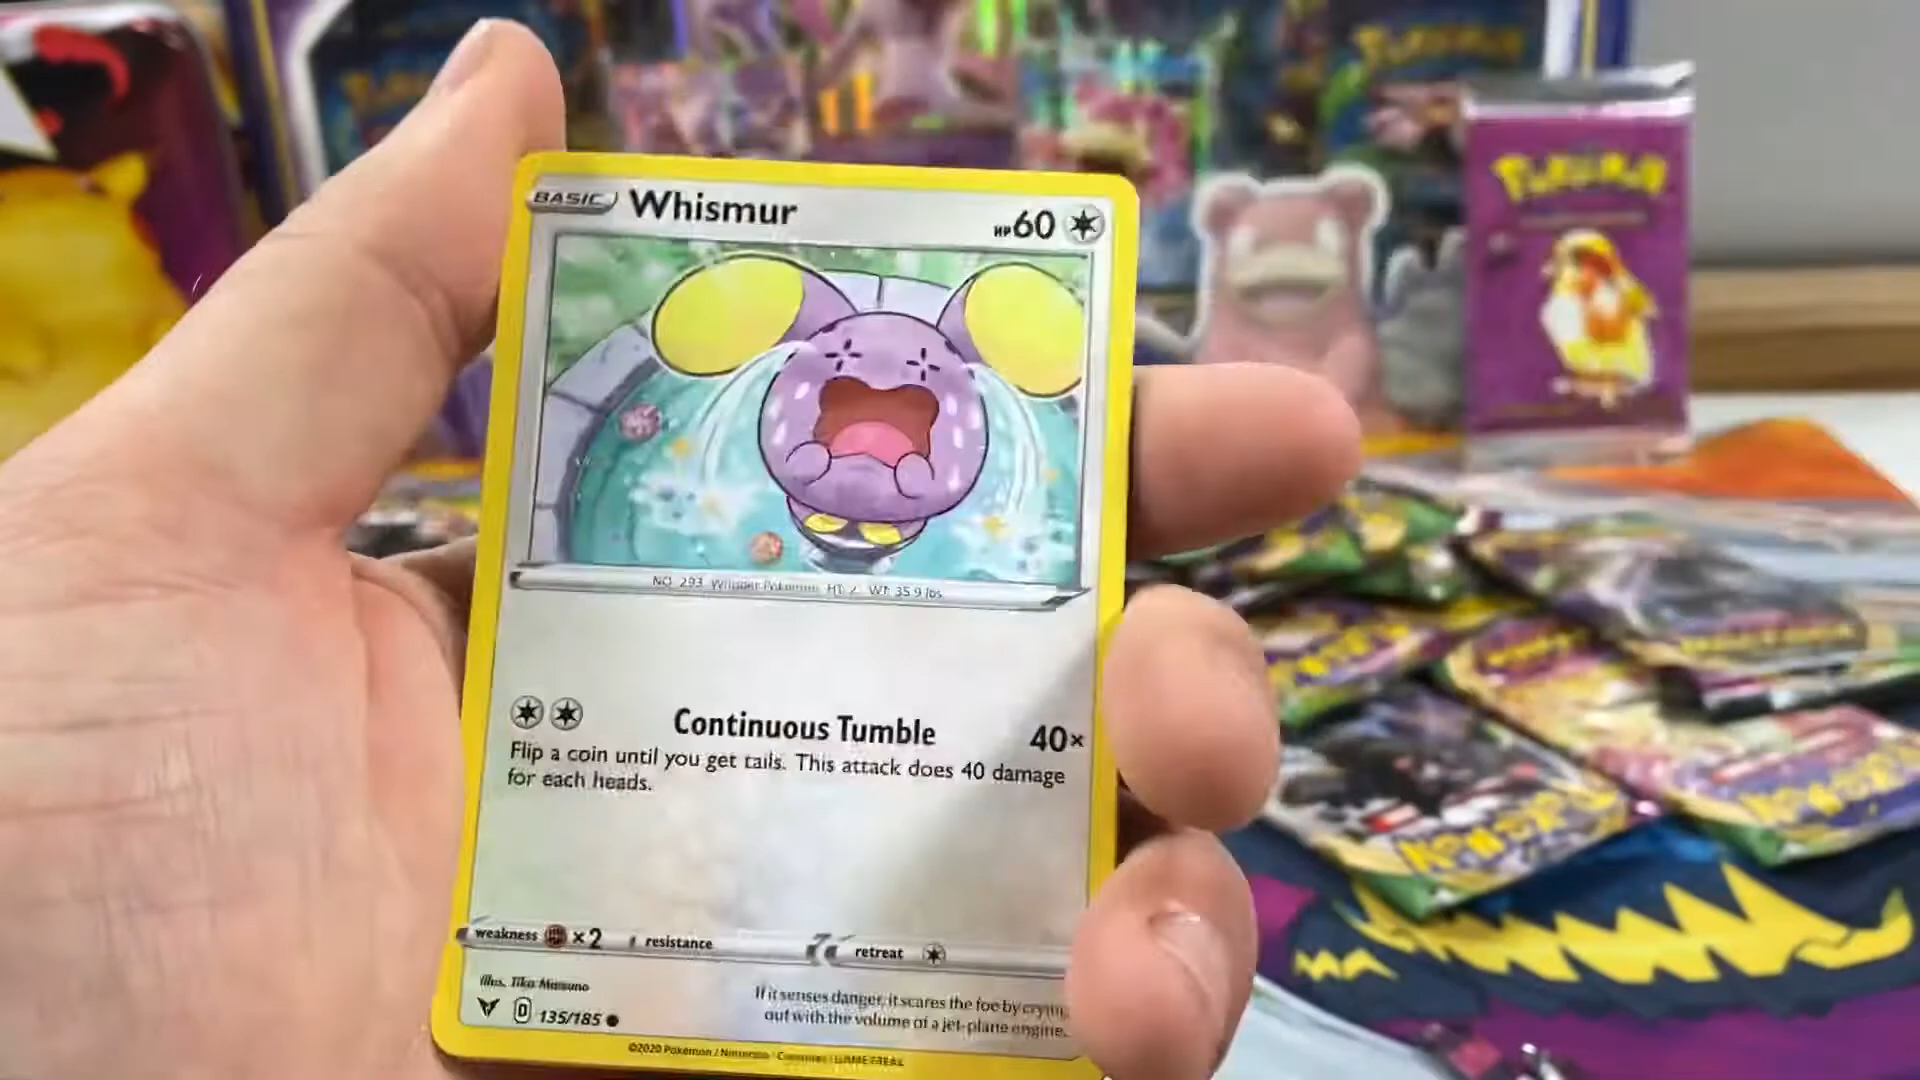 BASIC Whismur HP60
NO. 293 Whisper Pokémon HT: 2' WT: 35.9 lbs.
Continuous Tumble 40×
Flip a coin until you get tails. This attack does 40 damage
for each heads.
weakness ×2 resistance retreat
Illus. Tika Matsuno
If it senses danger, it scares the foe by crying
out with the volume of a jet-plane engine.
D 135/185
©2020 Pokémon / Nintendo / Creatures / GAME FREAK
Pokémon